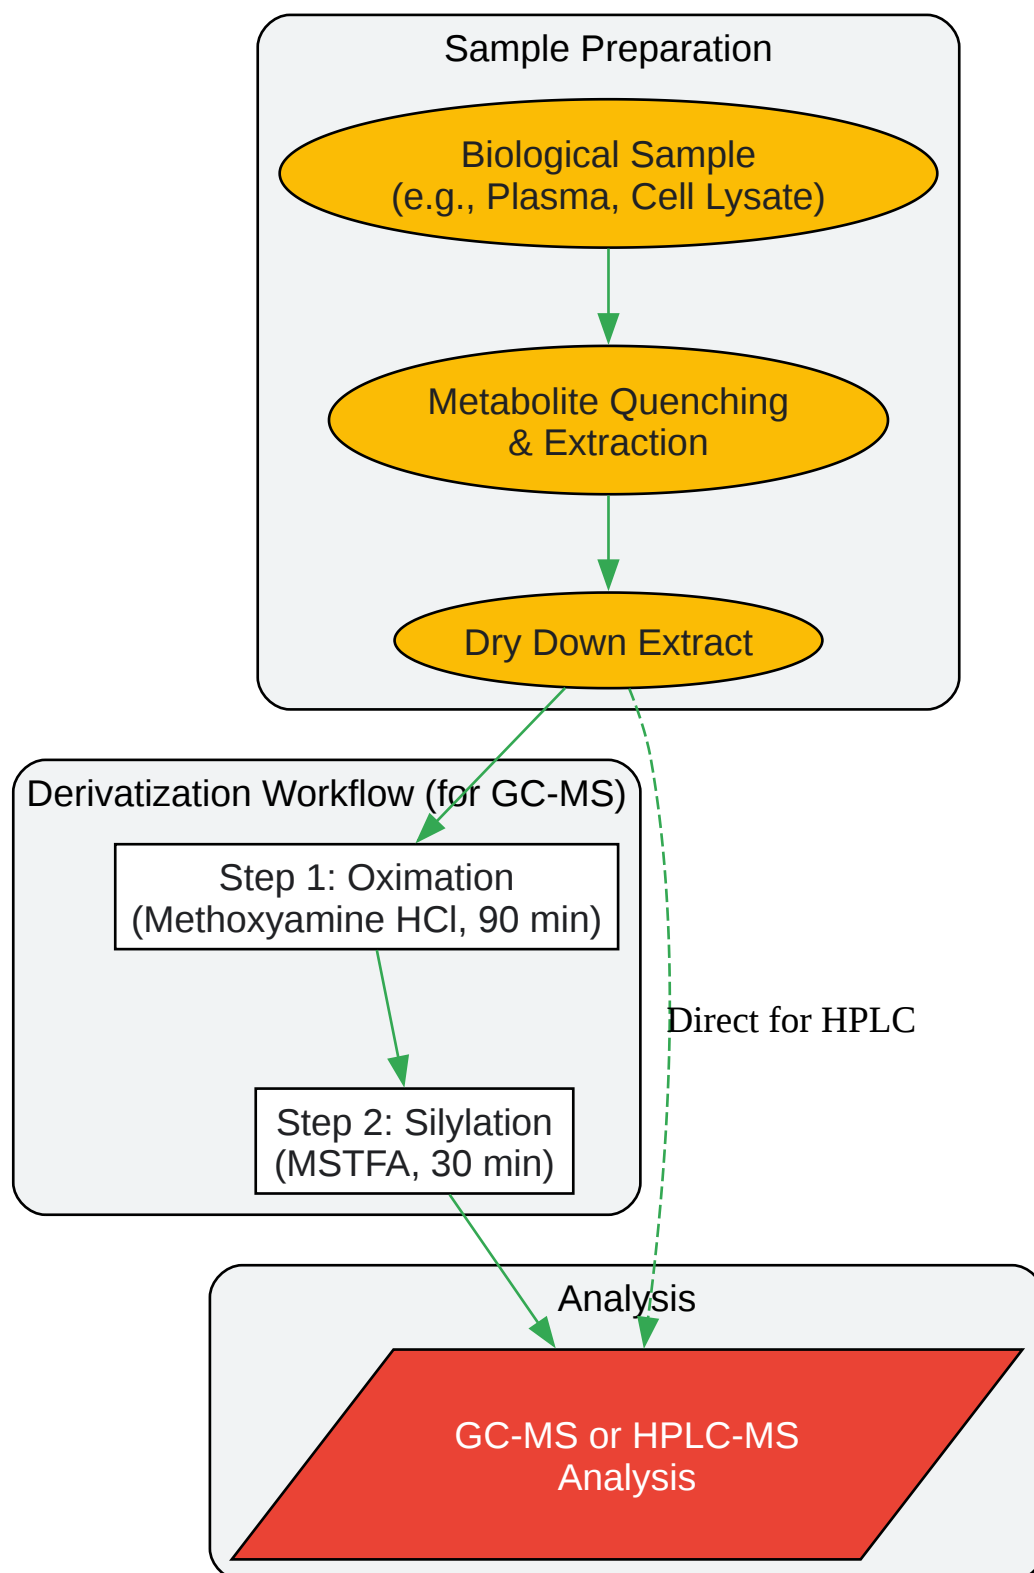 Sample Preparation
Biological Sample
(e.g., Plasma, Cell Lysate)
Metabolite Quenching
& Extraction
Dry Down Extract
Derivatization Workflow (for GC-MS)
Step 1: Oximation
(Methoxyamine HCl, 90 min)
Direct for HPLC
Step 2: Silylation
(MSTFA, 30 min)
Analysis
GC-MS or HPLC-MS
Analysis